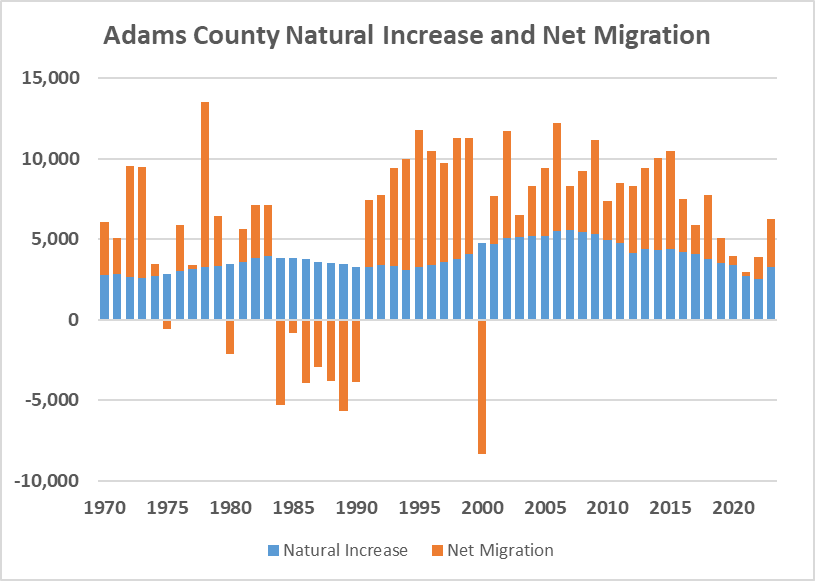 Adams County Natural Increase and Net Migration
15,000
10,000
5,000
0
-5,000
-10,000
1970 1975 1980 1985 1990 1995 2000 2005 2010 2015 2020
Natural Increase Net Migration